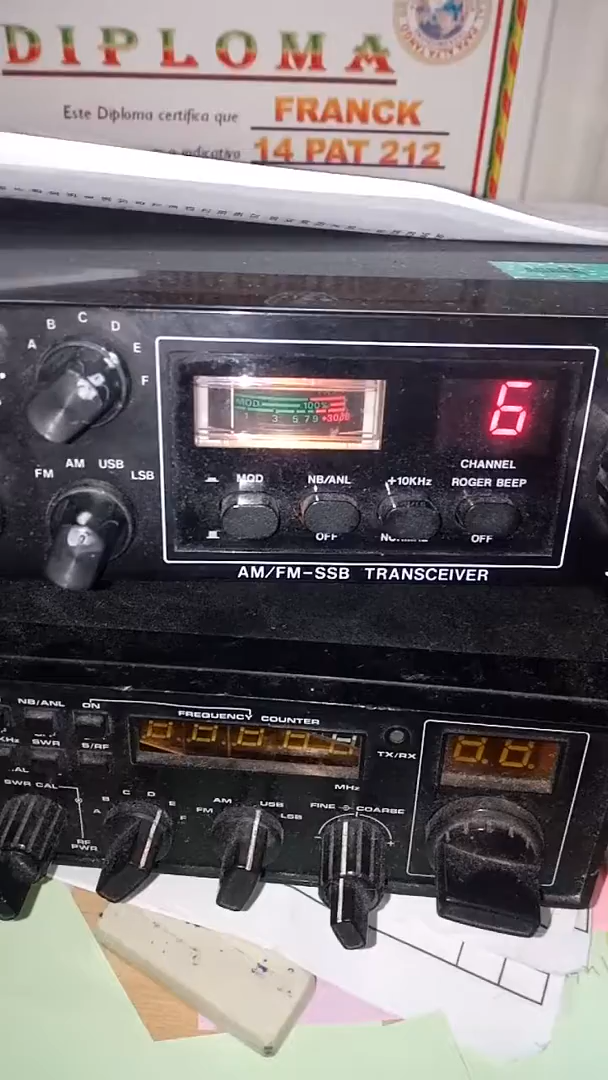 DIPLOMA
Este Diploma certifica que FRANCK
indicativo 14 PAT 212
A B C D E F
FM AM USB LSB
MOD 100%
1 3 5 7 9 +30dB
6
CHANNEL
MOD NB/ANL +10KHz ROGER BEEP
OFF OFF
AM/FM-SSB TRANSCEIVER
NB/ANL ON
FREQUENCY COUNTER
KHz SWR S/RF
TX/RX
MHz
SWR CAL
A B C D E F
FM AM USB LSB
FINE COARSE
RF
PWR